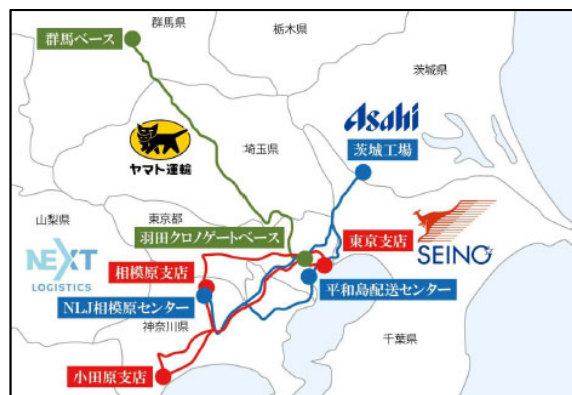 群馬県
栃木県
群馬ベース
茨城県
Asahi
茨城工場
ヤマト運輸
埼玉県
山梨県
東京都
羽田クロノゲートベース
東京支店
SEINO
NEXT
LOGISTICS
相模原支店
平和島配送センター
NLJ相模原センター
神奈川県
千葉県
小田原支店